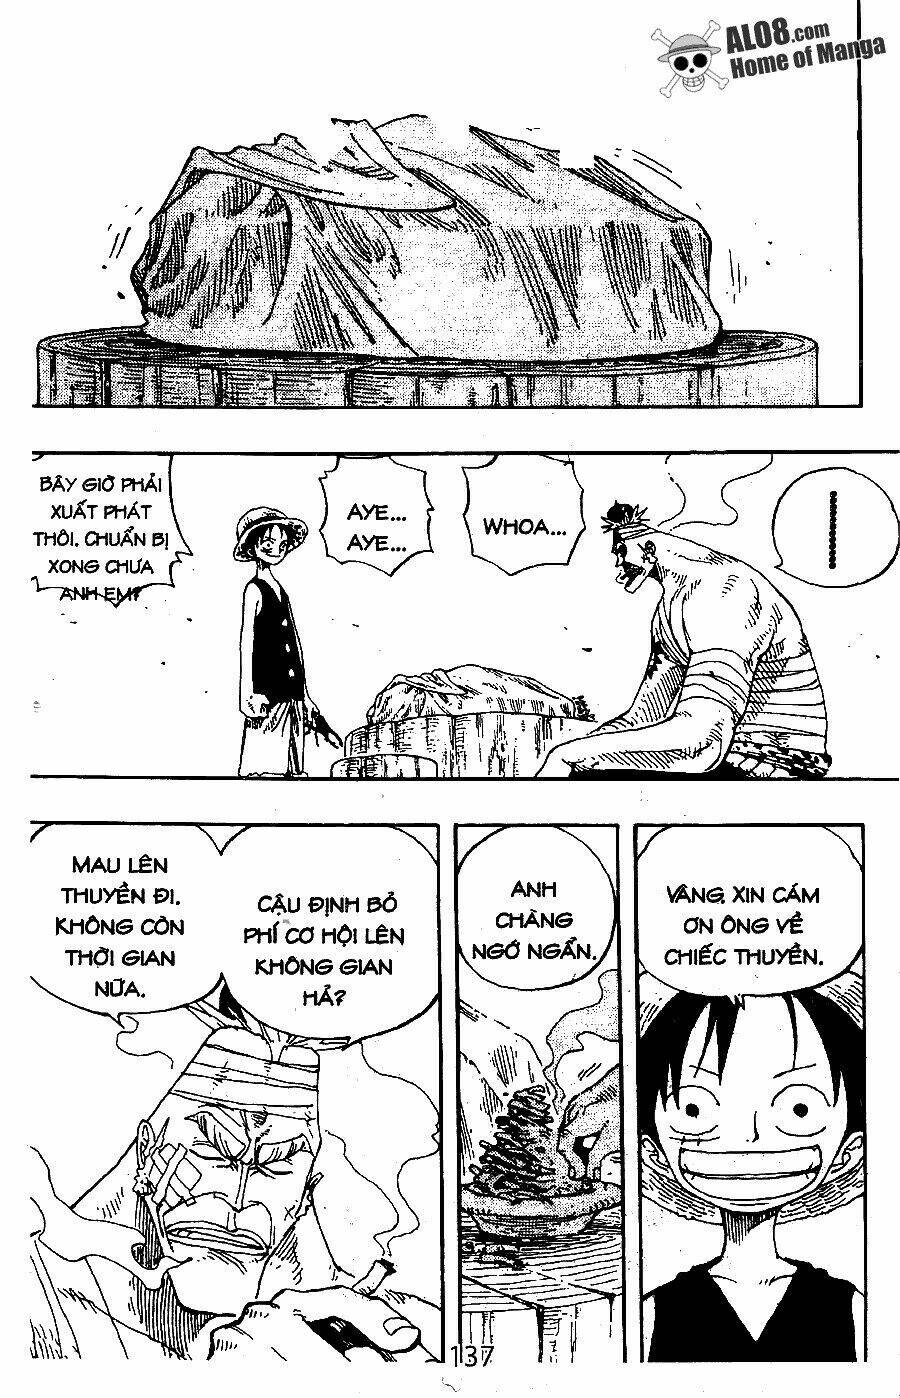 AL08.com
Home of Manga
BÂY GIỜ PHẢI
XUẤT PHÁT
THÔI. CHUẨN BỊ
XONG CHƯA
ANH EM?
AYE...
AYE...
WHOA...
MAU LÊN
THUYỀN ĐI.
KHÔNG CÒN
THỜI GIAN
NỮA.
CẬU ĐỊNH BỎ
PHÍ CƠ HỘI LÊN
KHÔNG GIAN
HẢ?
ANH
CHÀNG
NGỚ NGẨN.
VÂNG, XIN CÁM
ƠN ÔNG VỀ
CHIẾC THUYỀN.
137